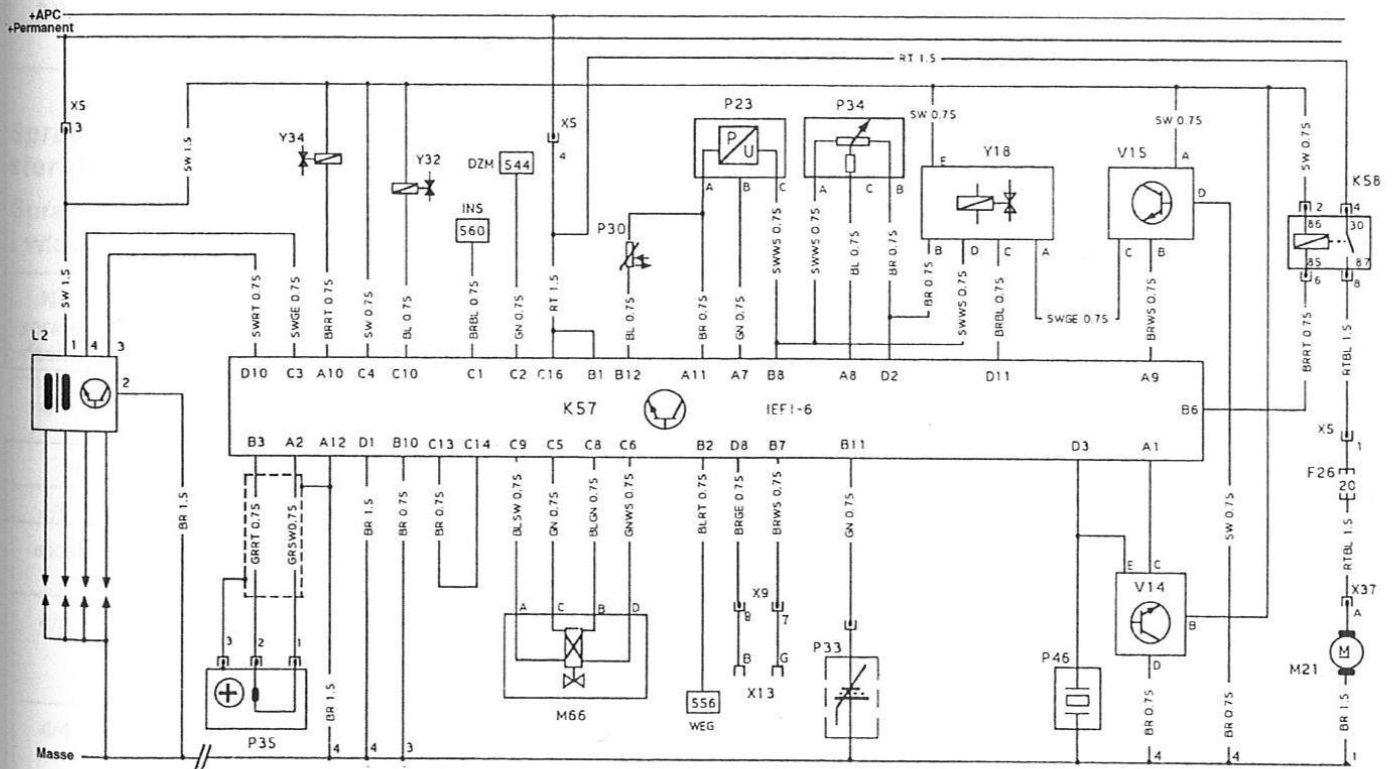 +APC
+Permanent
RT 1.5
X5
3
SW 1.5
Y34
Y32
DZM 544
X5
4
INS
560
P23
P
U
A B C
P34
A C B
P30
SW 0.75
E
Y18
B D C A
SW 0.75
V15
A
D
C B
SW 0.75
K58
2 4
86 30
85 87
6 8
SW 1.5
SWRT 0.75
SWGE 0.75
BRRT 0.75
SW 0.75
BL 0.75
BRBL 0.75
GN 0.75
RT 1.5
BL 0.75
BR 0.75
GN 0.75
SWWS 0.75
SWWS 0.75
BL 0.75
BR 0.75
BR 0.75
SWWS 0.75
BRBL 0.75
SWGE 0.75
BRWS 0.75
BRRT 0.75
RTBL 1.5
L2
1 4 3
2
D10 C3 A10 C4 C10 C1 C2 C16 B1 B12 A11 A7 B8 A8 D2 D11 A9
K57
IEFI-6
B6
B3 A2 A12 D1 B10 C13 C14 C9 C5 C8 C6 B2 D8 B7 B11 D3 A1
X5
1
F26
20
BR 1.5
GRRT 0.75
GRSW0.75
BR 1.5
BR 0.75
BR 0.75
BLSW 0.75
GN 0.75
BLGN 0.75
GNWS 0.75
BLRT 0.75
BRGE 0.75
BRWS 0.75
GN 0.75
SW 0.75
RTBL 1.5
E C
V14
B
D
X9
8 7
B G
X13
A C B D
M66
556
WEG
P33
P46
X37
A
M
M21
3 2 1
P35
BR 1.5
BR 0.75
BR 0.75
BR 1.5
Masse
4 4 3 4 4 1